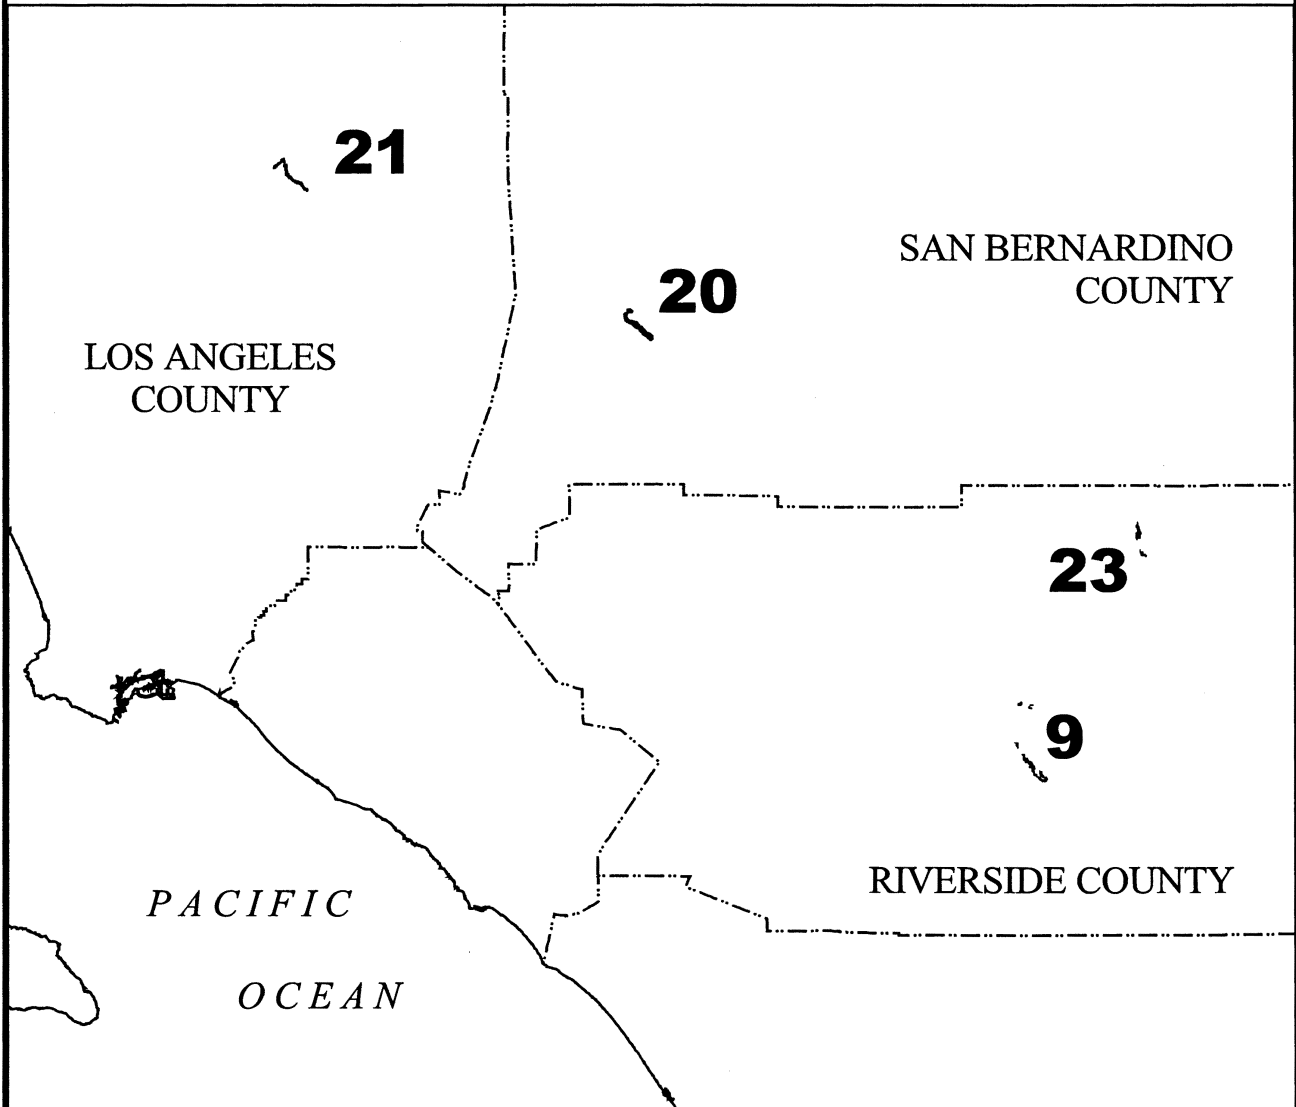 21
SAN BERNARDINO
COUNTY
20
LOS ANGELES
COUNTY
23
9
RIVERSIDE COUNTY
PACIFIC
OCEAN